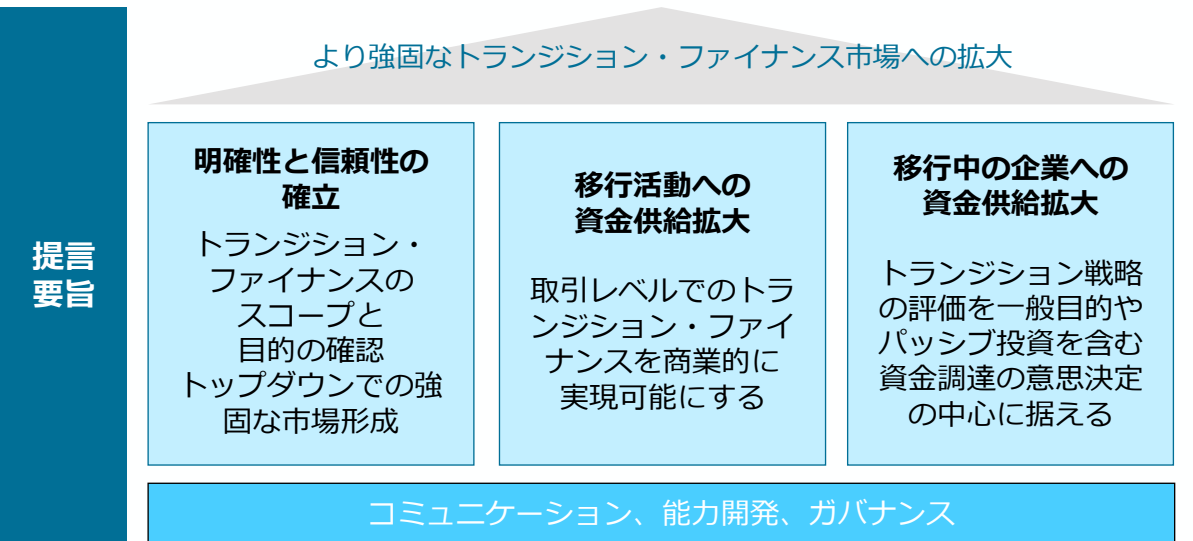 より強固なトランジション・ファイナンス市場への拡大
提言
要旨
明確性と信頼性の
確立
トランジション・
ファイナンスの
スコープと
目的の確認
トップダウンでの強
固な市場形成
移行活動への
資金供給拡大
取引レベルでのトラ
ンジション・ファイ
ナンスを商業的に
実現可能にする
移行中の企業への
資金供給拡大
トランジション戦略
の評価を一般目的や
パッシブ投資を含む
資金調達の意思決定
の中心に据える
コミュニケーション、能力開発、ガバナンス